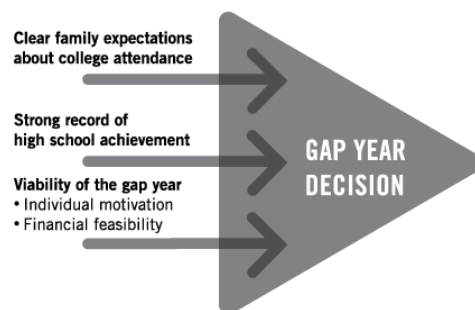 Clear family expectations
about college attendance
Strong record of
high school achievement
Viability of the gap year
• Individual motivation
• Financial feasibility
GAP YEAR
DECISION